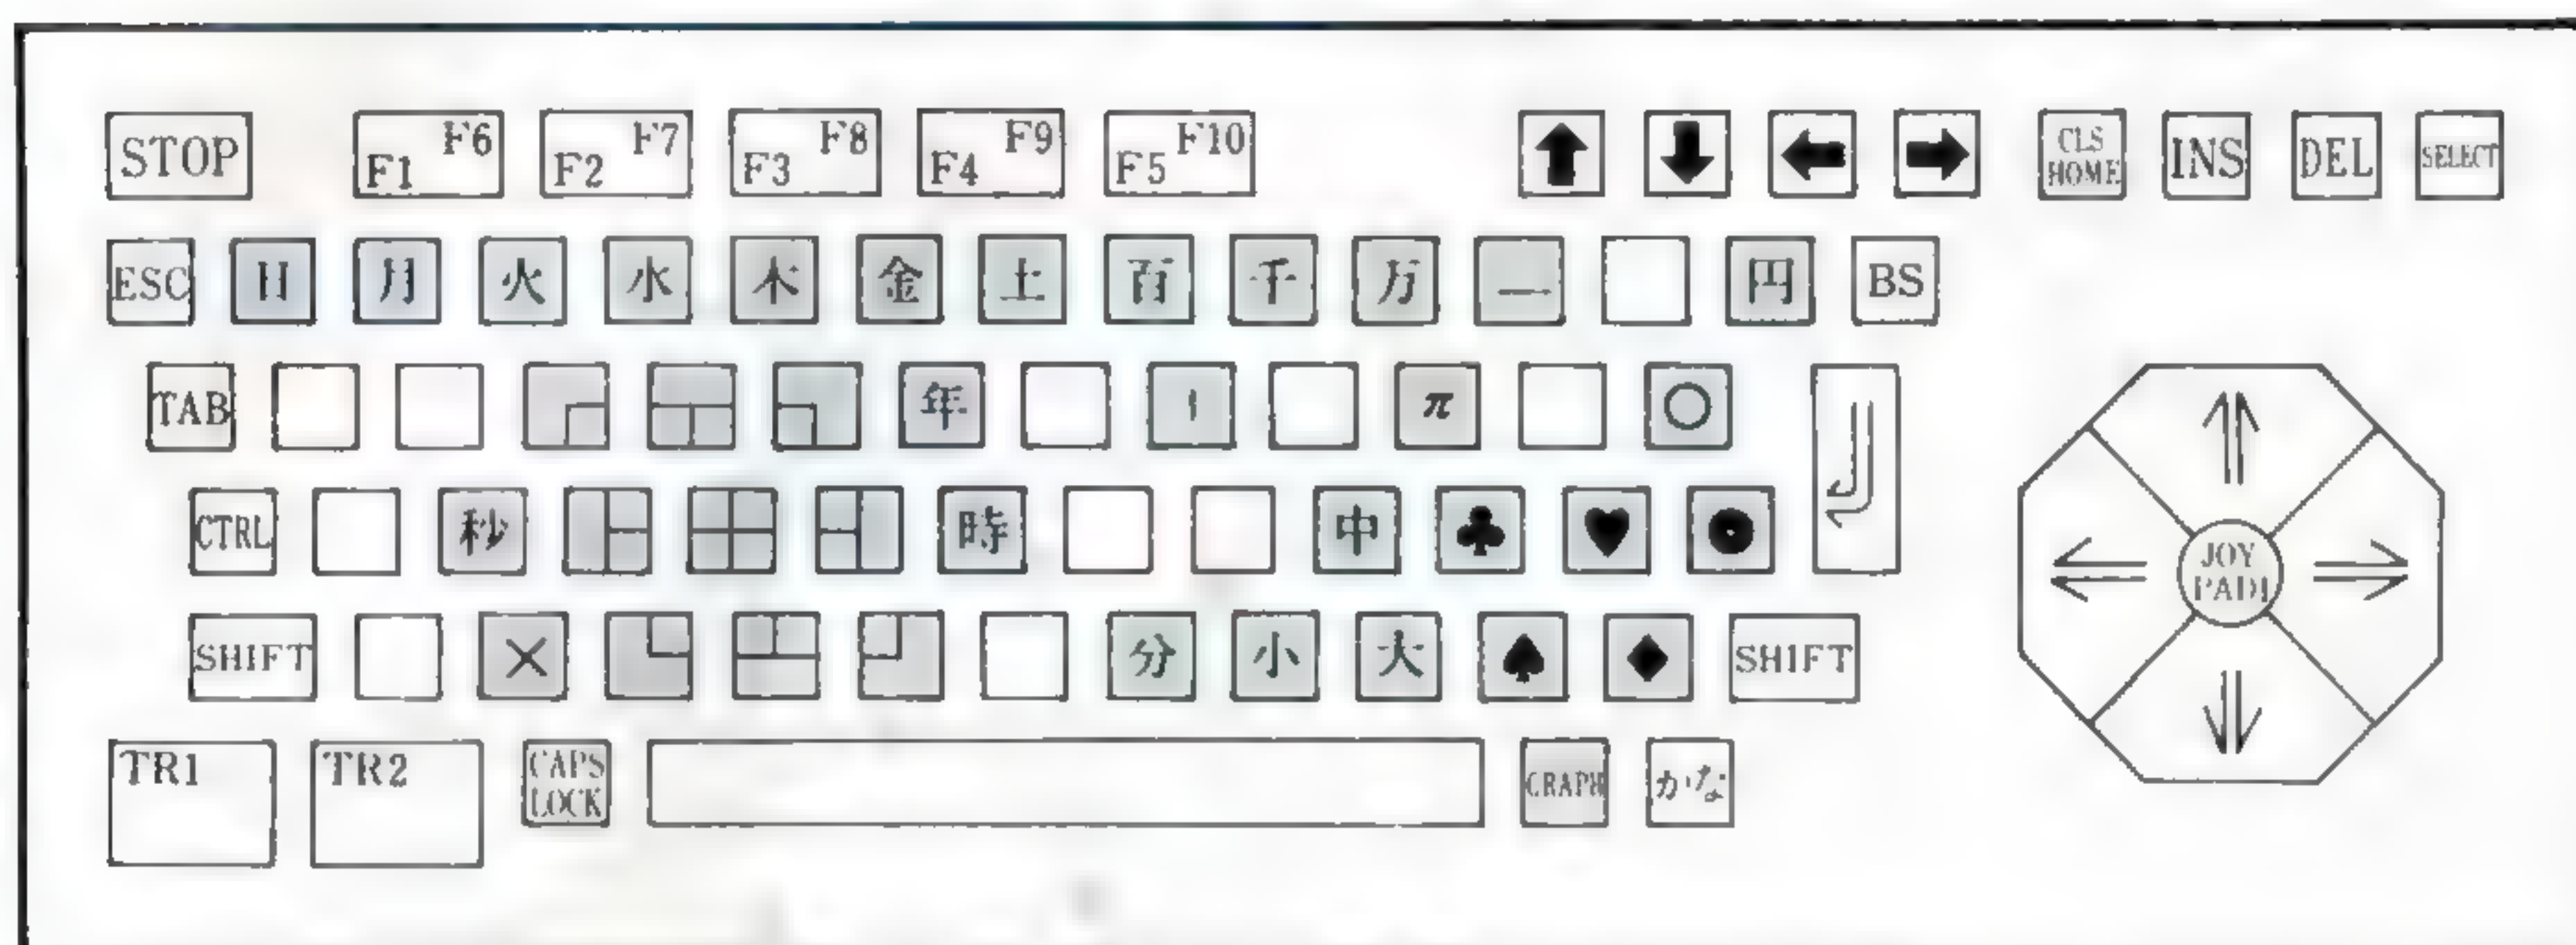 STOP F1 F6 F2 F7 F3 F8 F4 F9 F5 F10 ↑ ↓ ← → CLS HOME INS DEL SELECT
ESC 日 月 火 水 木 金 土 百 千 万 — 円 BS
TAB 年 π ○
CTRL 秒 時 中 ♣ ♥
SHIFT × 分 小 大 ♠ ♦ SHIFT
JOY
PAD1
TR1 TR2 CAPS LOCK GRAPH かな